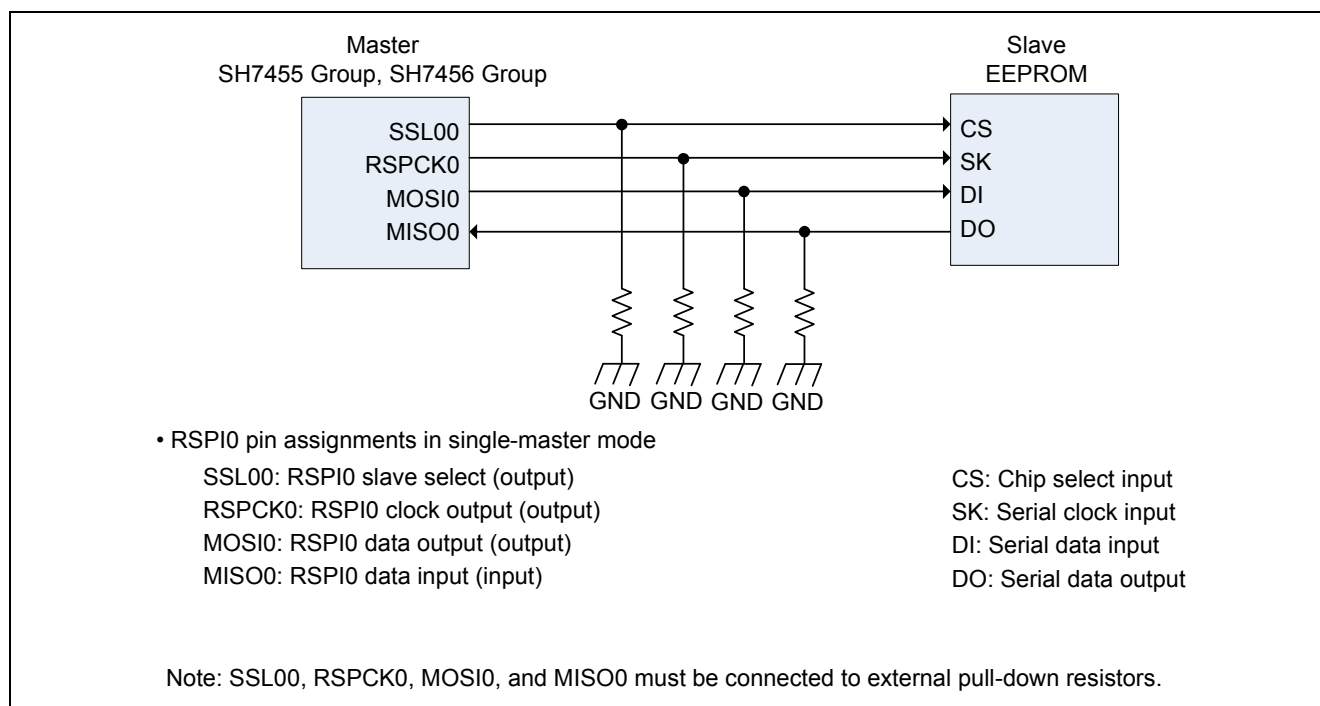 Master
SH7455 Group, SH7456 Group
Slave
EEPROM
SSL00
RSPCK0
MOSI0
MISO0
CS
SK
DI
DO
GND GND GND GND
• RSPI0 pin assignments in single-master mode
SSL00: RSPI0 slave select (output)
RSPCK0: RSPI0 clock output (output)
MOSI0: RSPI0 data output (output)
MISO0: RSPI0 data input (input)
CS: Chip select input
SK: Serial clock input
DI: Serial data input
DO: Serial data output
Note: SSL00, RSPCK0, MOSI0, and MISO0 must be connected to external pull-down resistors.